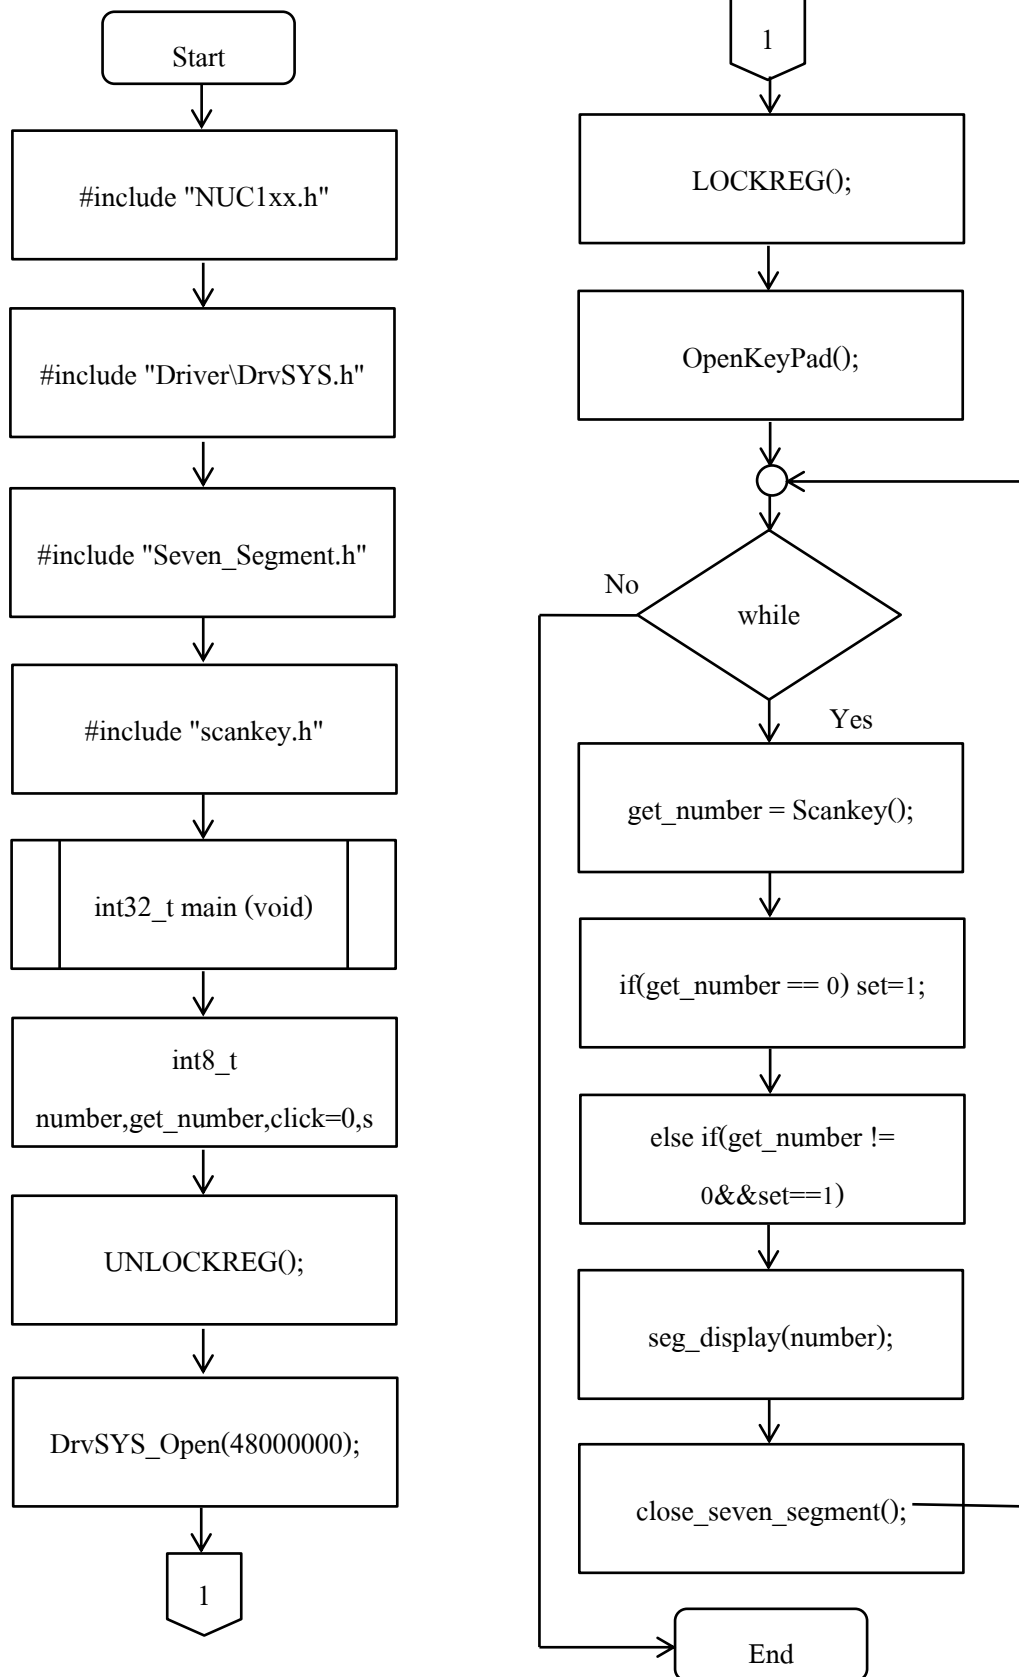 Start
#include "NUC1xx.h"
#include "Driver\DrvSYS.h"
#include "Seven_Segment.h"
#include "scankey.h"
int32_t main (void)
int8_t
number,get_number,click=0,s
UNLOCKREG();
DrvSYS_Open(48000000);
1
1
LOCKREG();
OpenKeyPad();
while
No
Yes
get_number = Scankey();
if(get_number == 0) set=1;
else if(get_number !=
0&&set==1)
seg_display(number);
close_seven_segment();
End